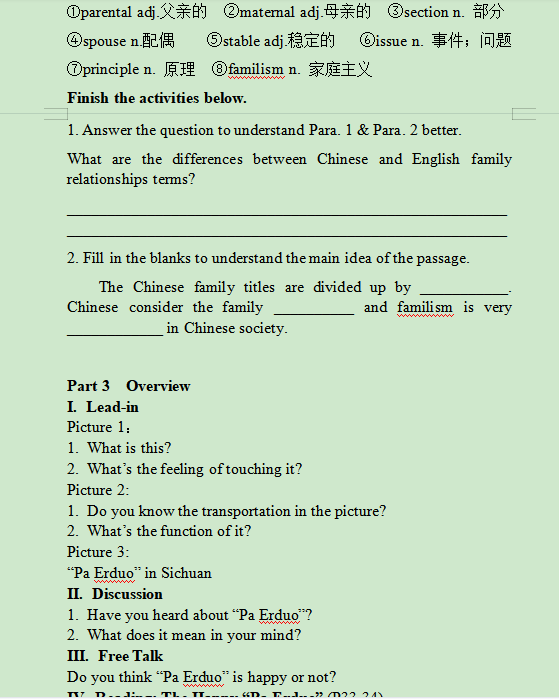 ①parental adj.父亲的 ②maternal adj.母亲的 ③section n. 部分
④spouse n.配偶 ⑤stable adj.稳定的 ⑥issue n. 事件；问题
⑦principle n. 原理 ⑧familism n. 家庭主义
Finish the activities below.
1. Answer the question to understand Para. 1 & Para. 2 better.
What are the differences between Chinese and English family
relationships terms?
2. Fill in the blanks to understand the main idea of the passage.
The Chinese family titles are divided up by ___________.
Chinese consider the family __________ and familism is very
____________ in Chinese society.
Part 3 Overview
I. Lead-in
Picture 1：
1. What is this?
2. What's the feeling of touching it?
Picture 2:
1. Do you know the transportation in the picture?
2. What's the function of it?
Picture 3:
“Pa Erduo” in Sichuan
II. Discussion
1. Have you heard about “Pa Erduo”?
2. What does it mean in your mind?
III. Free Talk
Do you think “Pa Erduo” is happy or not?
IV. Reading: The Happy “Pa Erduo” (P33-34)